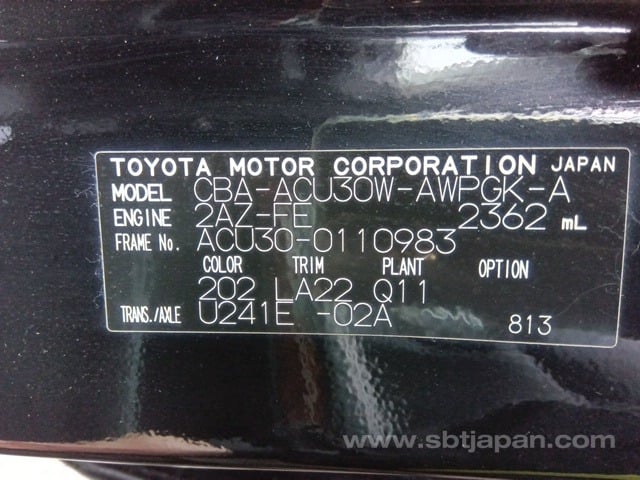 TOYOTA MOTOR CORPORATION JAPAN
MODEL CBA-ACU30W-AWPGK-A
ENGINE 2AZ-FE 2362 mL
FRAME No. ACU30-0110983
COLOR TRIM PLANT OPTION
202 LA22 Q11
TRANS./AXLE U241E -02A 813
www.sbtjapan.com